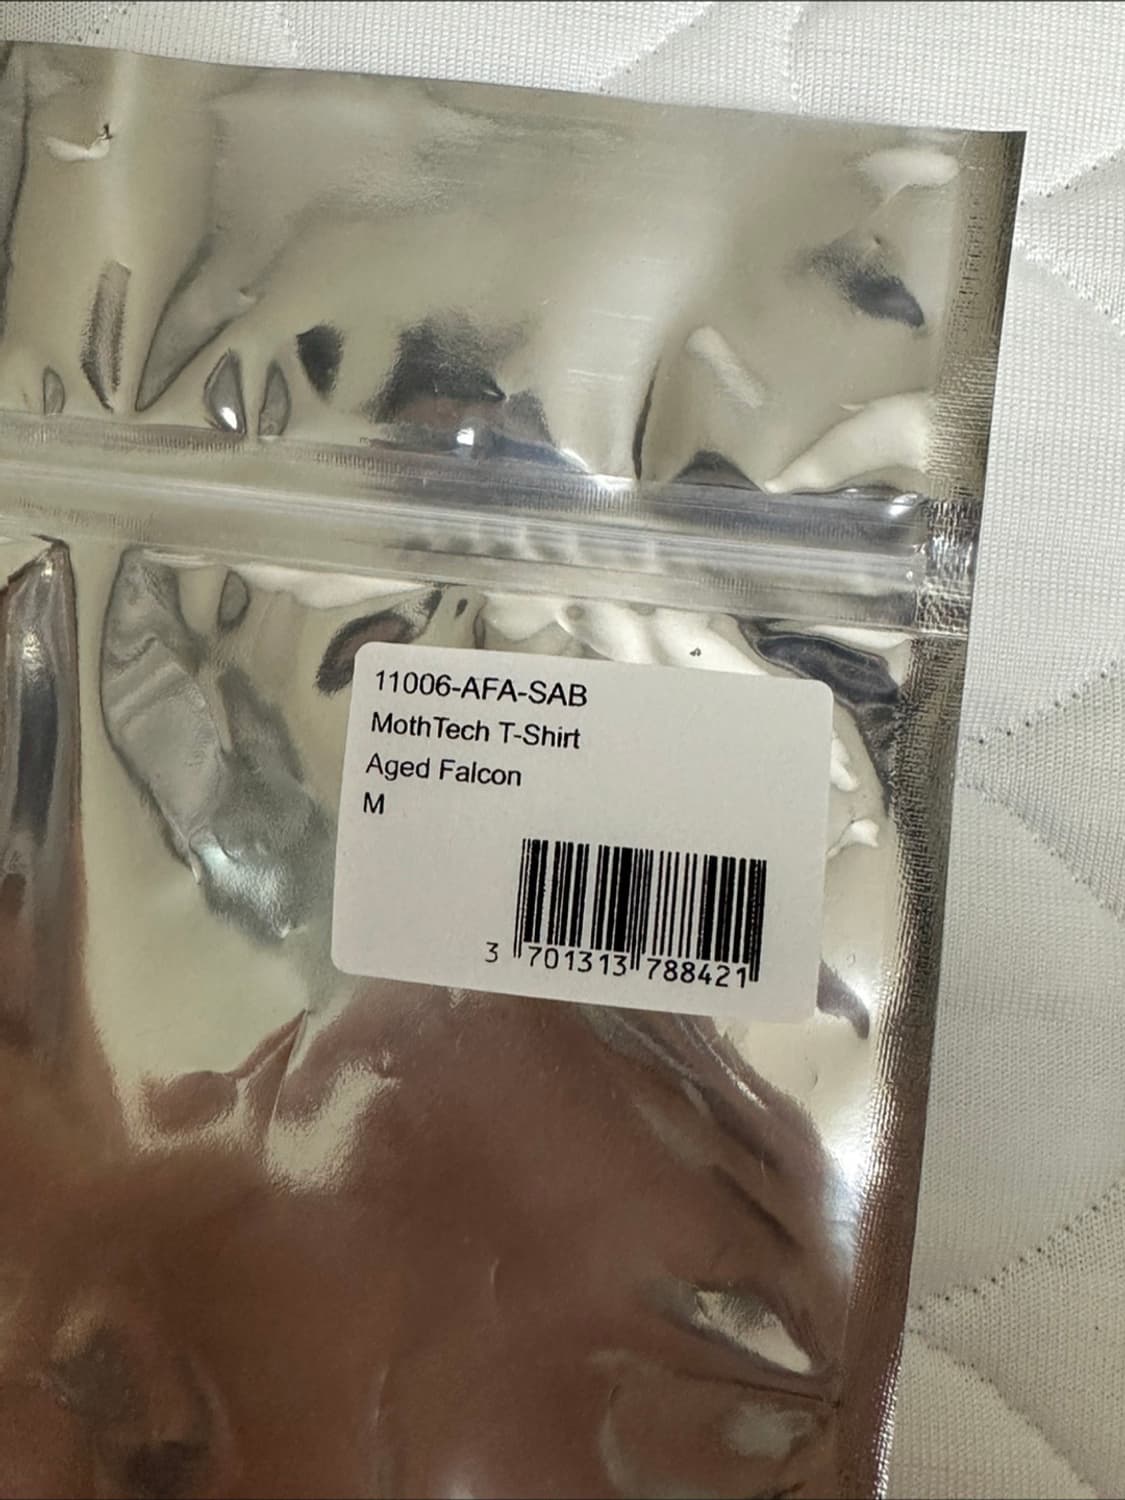 11006-AFA-SAB
MothTech T-Shirt
Aged Falcon
M
3 701313 788421